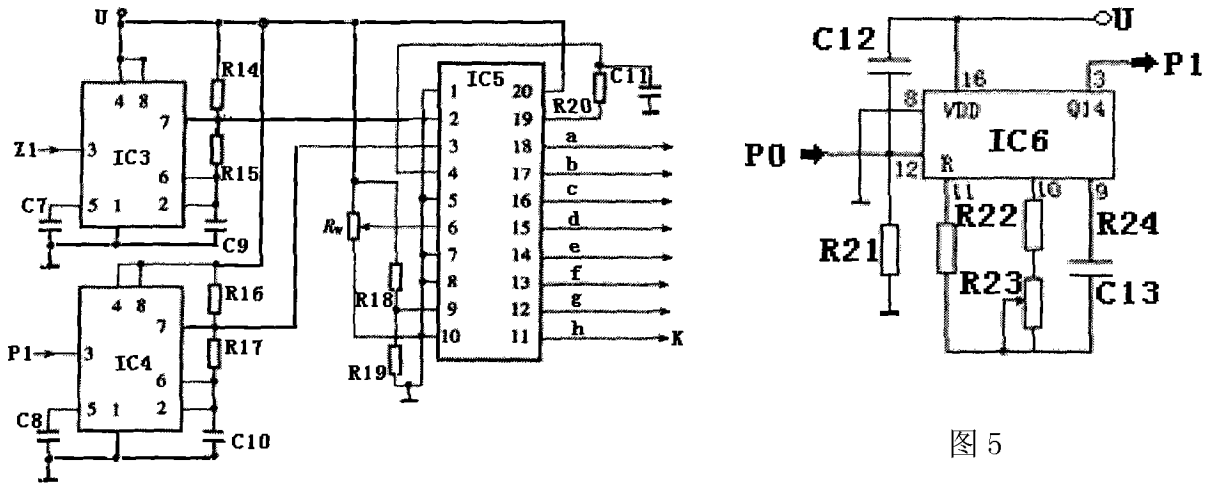 U
R14
4 8
7
Z1
3
IC3
R15
6
5 1 2
C7
C9
4 8
R16
7
R17
P1
3
IC4
6
5 1 2
C8
C10
IC5
C11
R20
1 20
2 19
3 18 a
4 17 b
5 16 c
6 15 d
7 14 e
8 13 f
9 12 g
10 11 h K
Rw
R18
R19
U
C12
16
3
P1
8
VDD
Q14
IC6
P0
12
R
11
10
9
R22
R24
R21
R23
C13
图 5